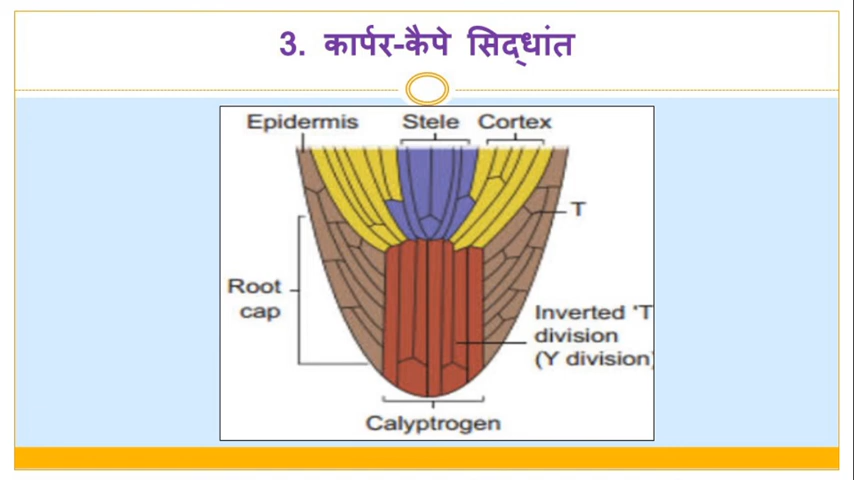 3. कार्पर-कैपे सिद्धांत
Epidermis Stele Cortex
T
Root
cap
Inverted 'T
division
(Y division)
Calyptrogen